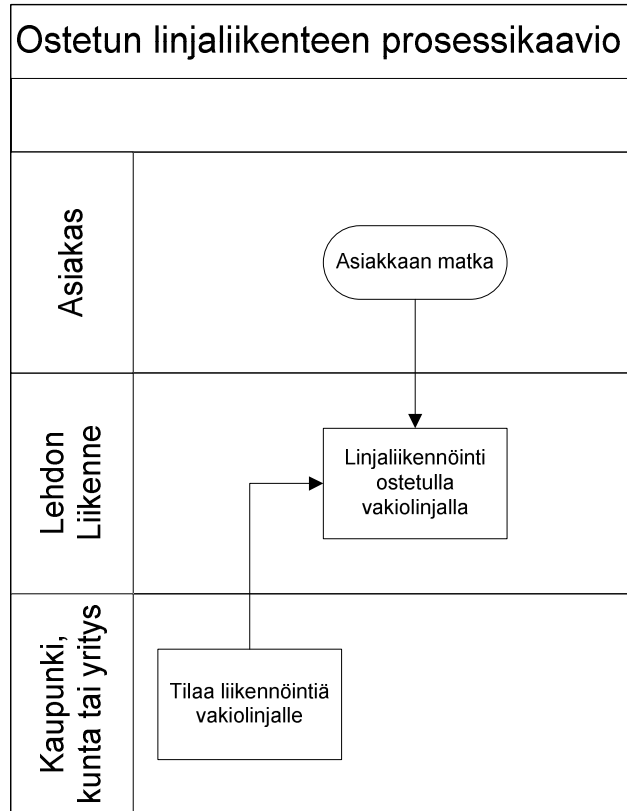 Ostetun linjaliikenteen prosessikaavio
Asiakas
Asiakkaan matka
Lehdon
Liikenne
Linjaliikennöinti
ostetulla
vakiolinjalla
Kaupunki,
kunta tai yritys
Tilaa liikennöintiä
vakiolinjalle